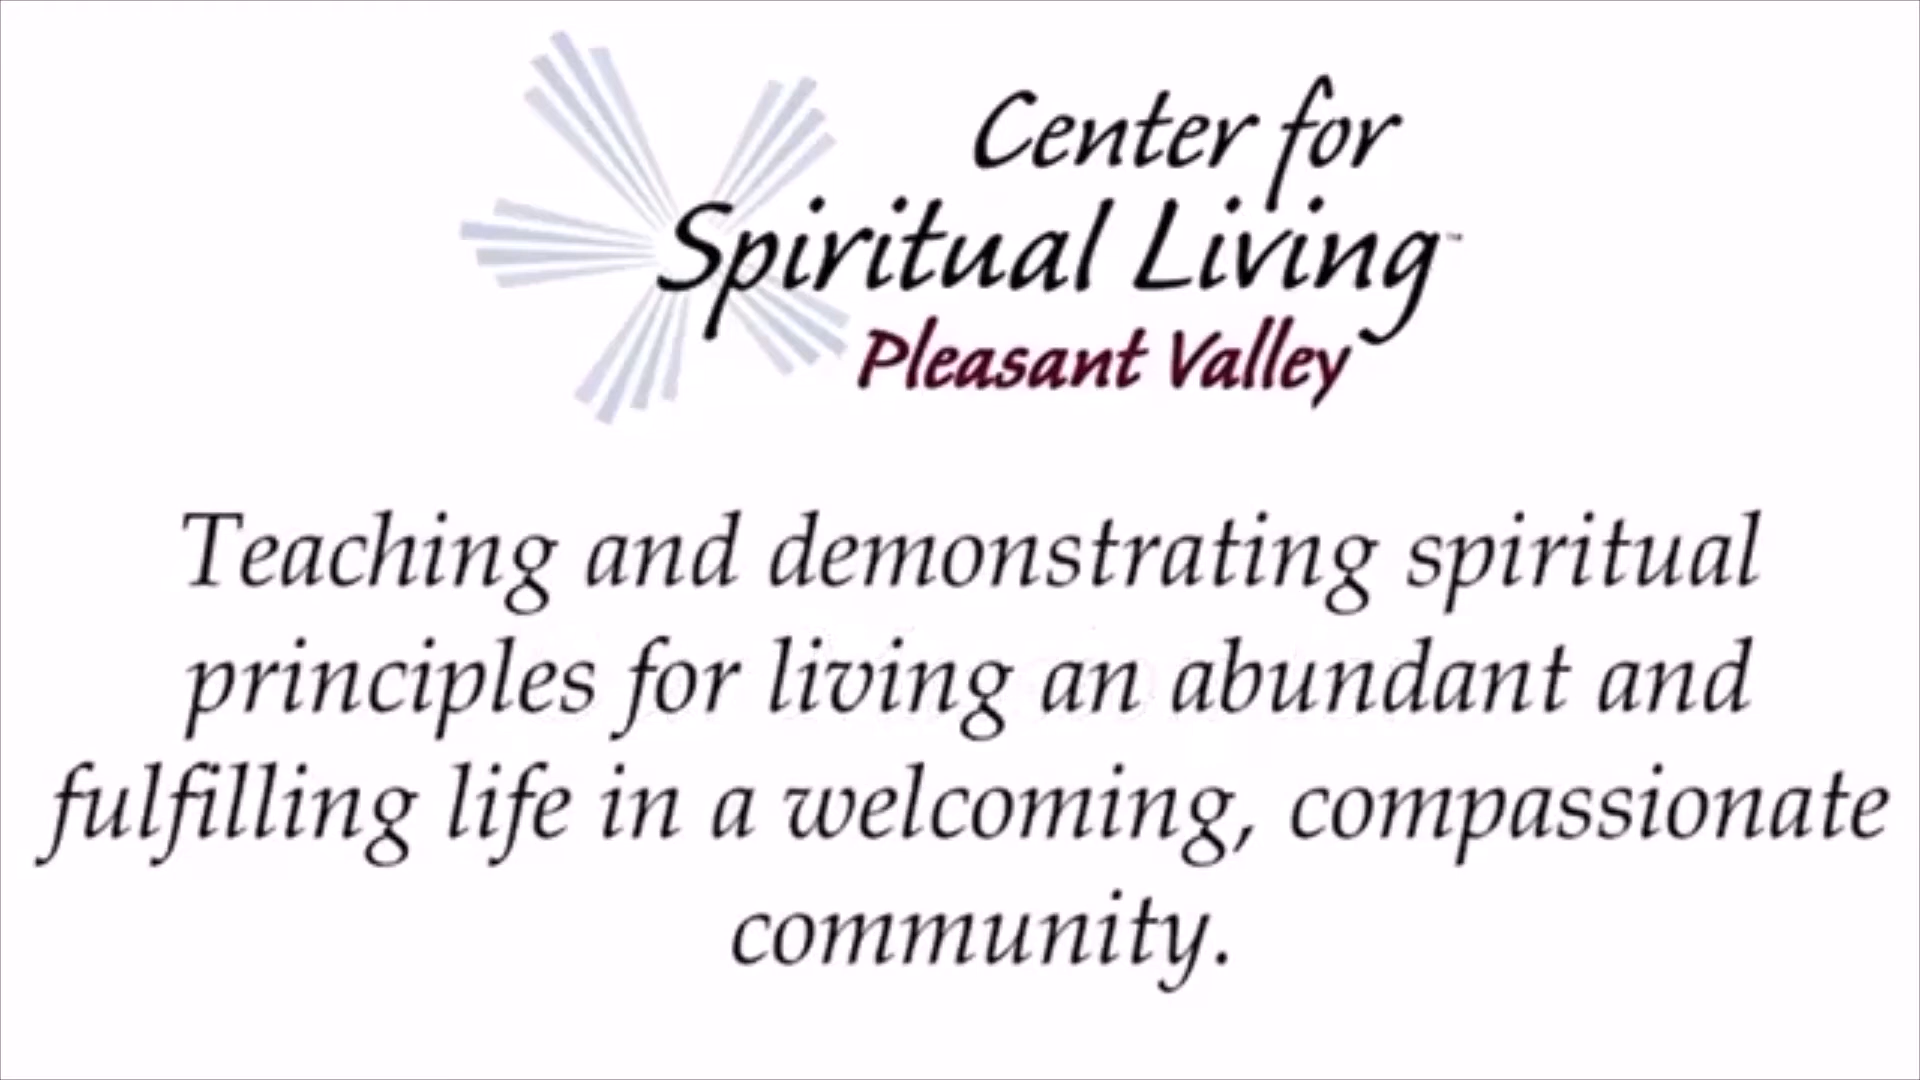 Center for
Spiritual Living™
Pleasant Valley
Teaching and demonstrating spiritual
principles for living an abundant and
fulfilling life in a welcoming, compassionate
community.